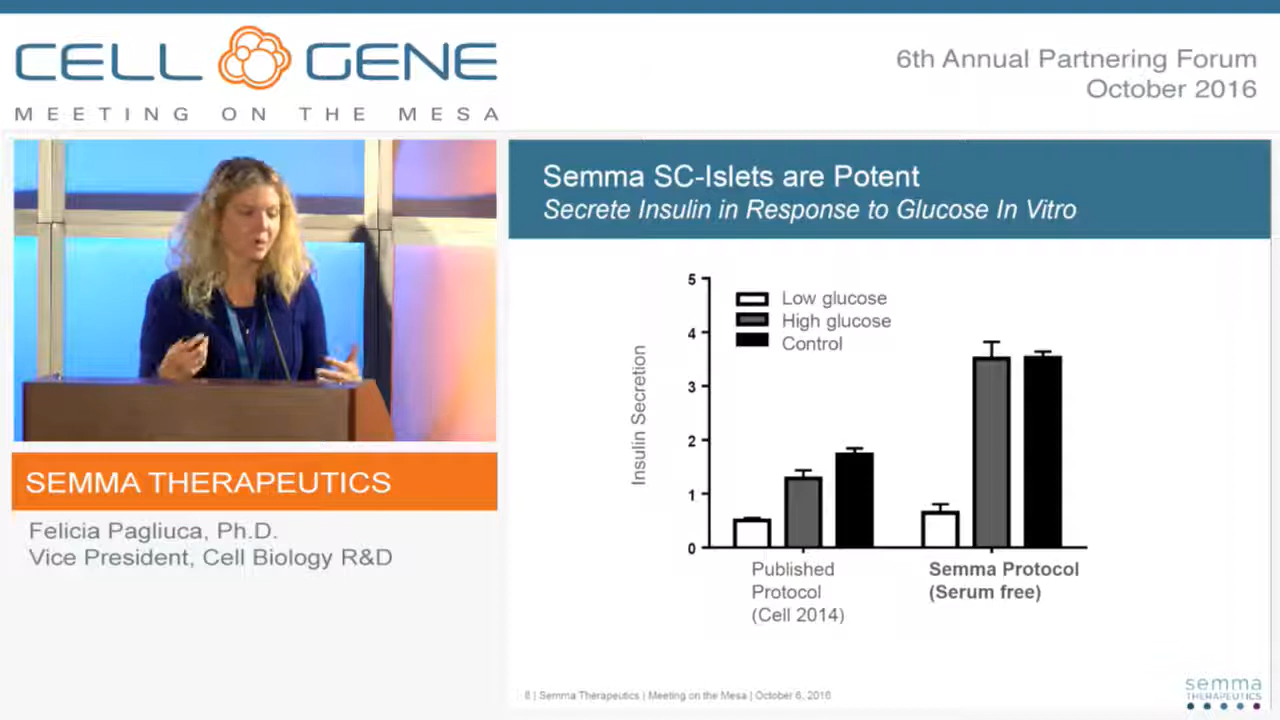 CELL GENE
MEETING ON THE MESA
6th Annual Partnering Forum
October 2016
Semma SC-Islets are Potent
Secrete Insulin in Response to Glucose In Vitro
5
4
3
2
1
0
Insulin Secretion
Low glucose
High glucose
Control
Published
Protocol
(Cell 2014)
Semma Protocol
(Serum free)
SEMMA THERAPEUTICS
Felicia Pagliuca, Ph.D.
Vice President, Cell Biology R&D
8 | Semma Therapeutics | Meeting on the Mesa | October 6, 2016
semma
THERAPEUTICS